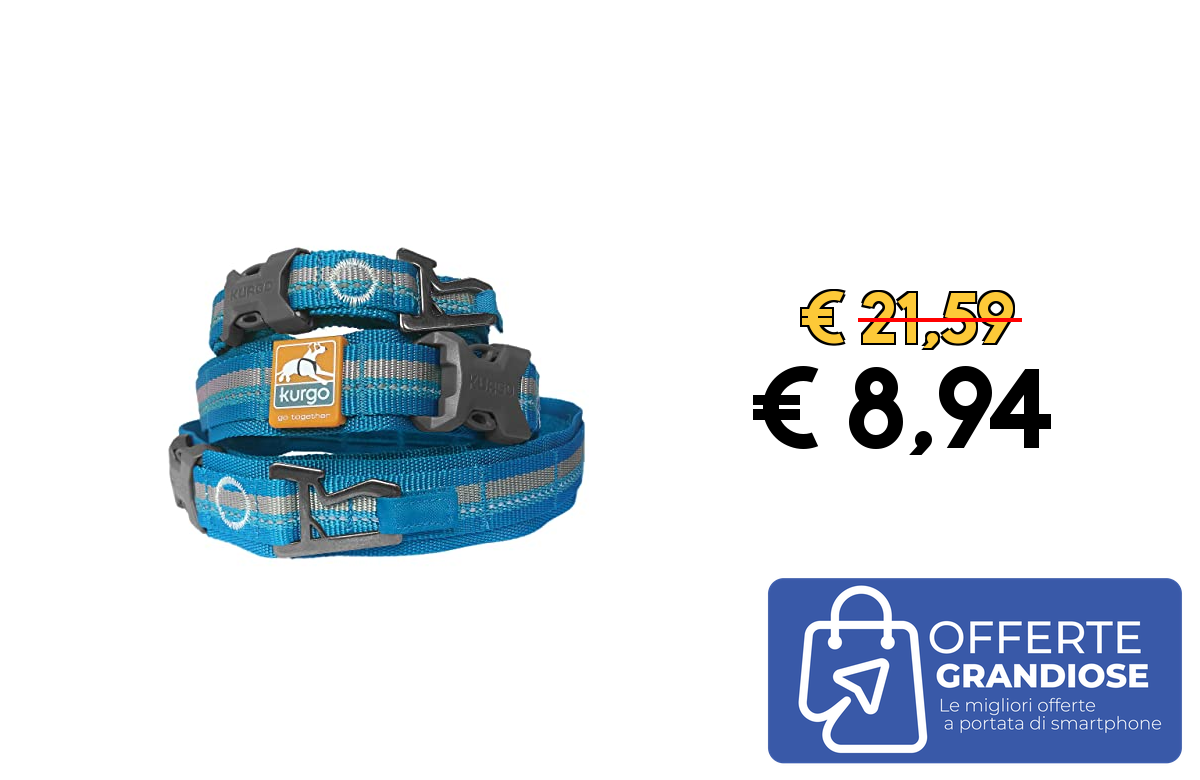 KURGO
kurgo
go together
KURGO
€ 21,59
€ 8,94
OFFERTE
GRANDIOSE
Le migliori offerte
a portata di smartphone